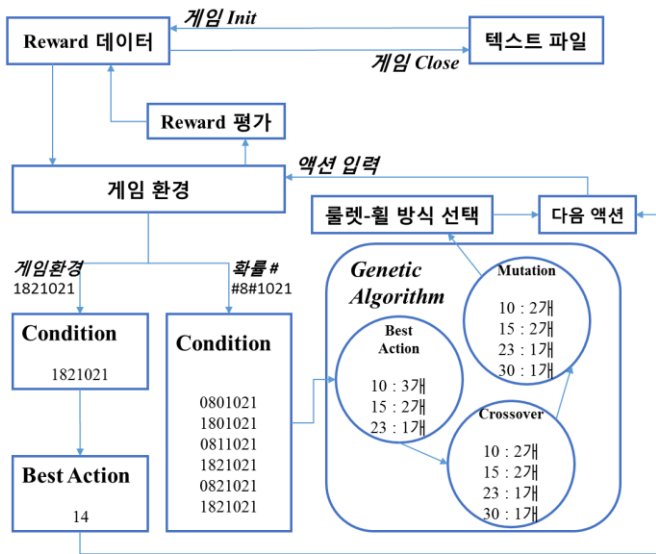 게임 Init
Reward 데이터
텍스트 파일
게임 Close
Reward 평가
액션 입력
게임 환경
룰렛-휠 방식 선택
다음 액션
게임환경
1821021
확률 #
#8#1021
Condition
1821021
Best Action
14
Condition
0801021
1801021
0811021
1821021
0821021
1821021
Genetic
Algorithm
Best
Action
10 : 3개
15 : 2개
23 : 1개
Mutation
10 : 2개
15 : 2개
23 : 1개
30 : 1개
Crossover
10 : 2개
15 : 2개
23 : 1개
30 : 1개